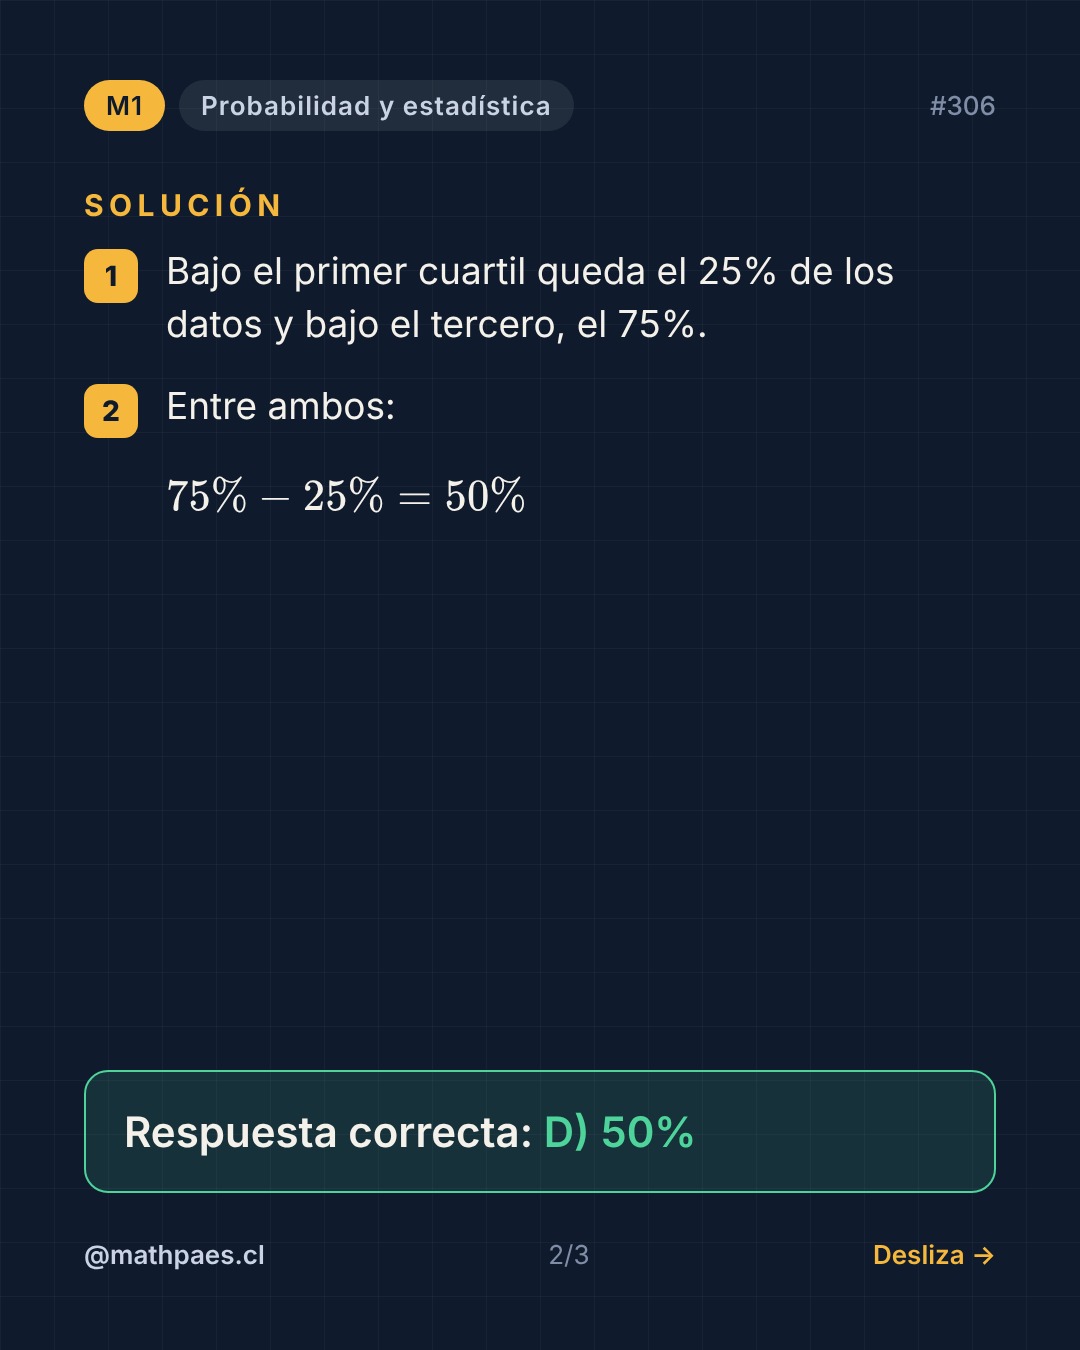 M1 Probabilidad y estadística #306
SOLUCIÓN
1 Bajo el primer cuartil queda el 25% de los
datos y bajo el tercero, el 75%.
2 Entre ambos:
75% − 25% = 50%
Respuesta correcta: D) 50%
@mathpaes.cl 2/3 Desliza →